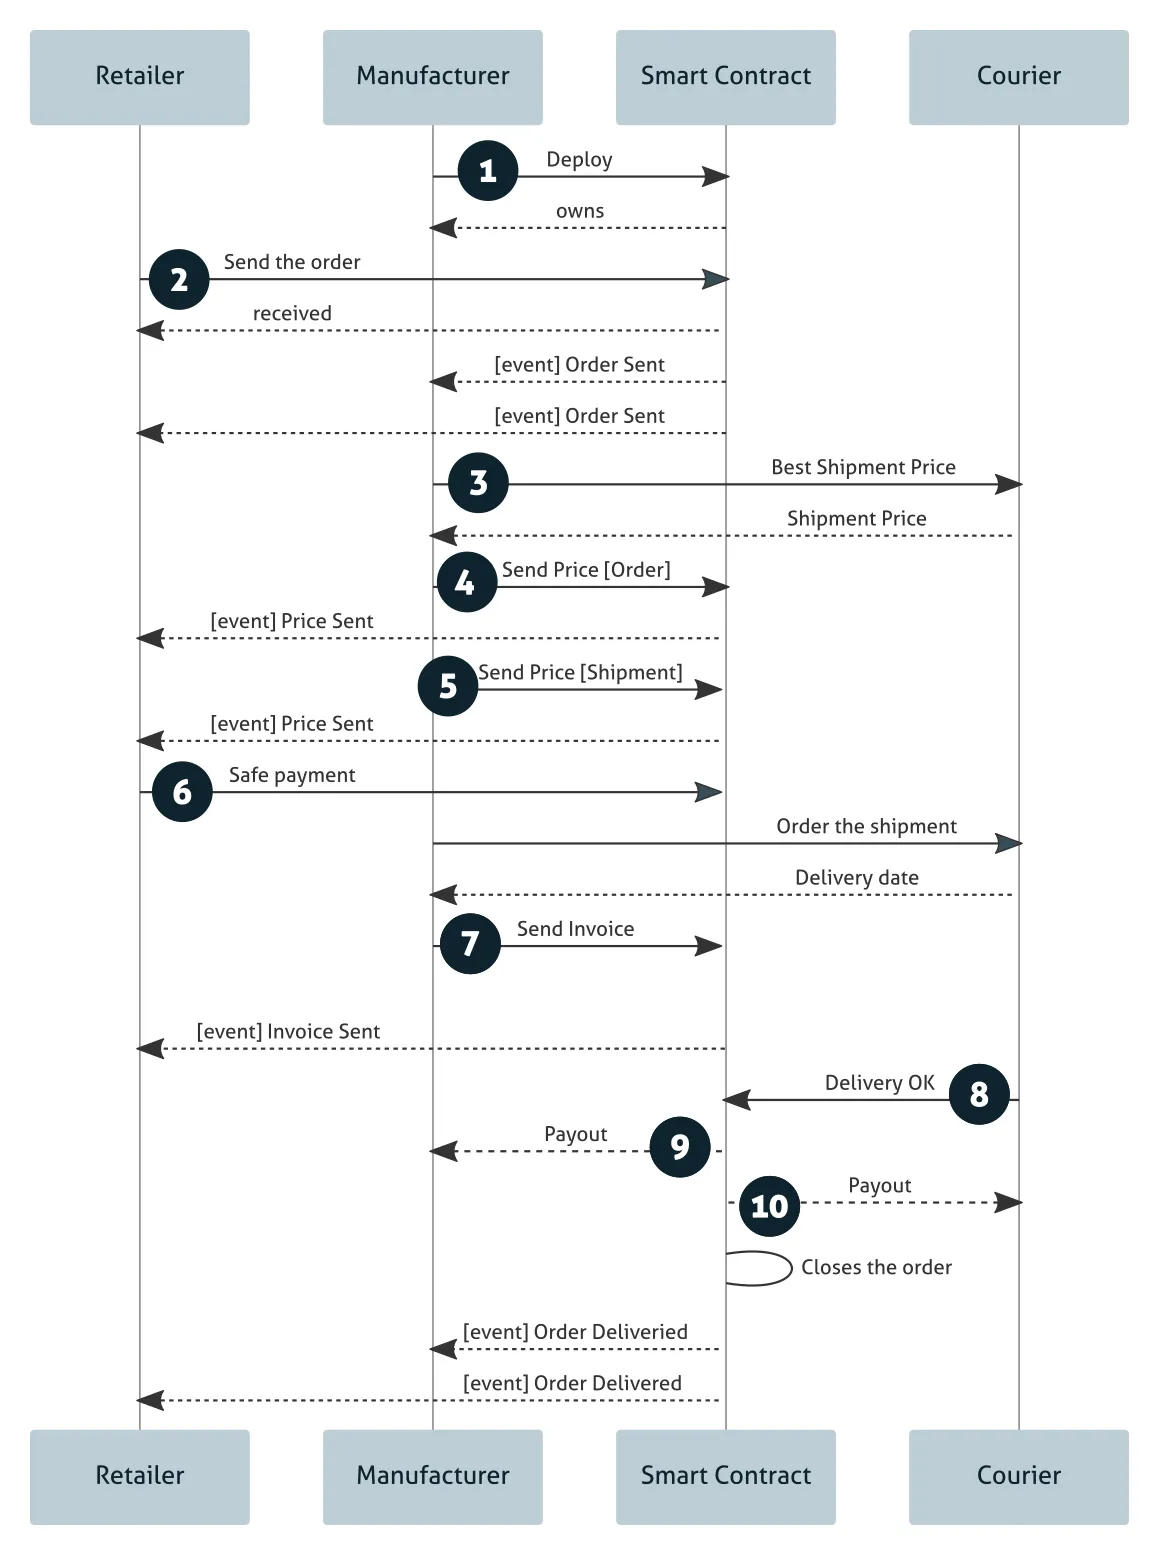 Retailer
Manufacturer
Smart Contract
Courier
1
Deploy
owns
2
Send the order
received
[event] Order Sent
[event] Order Sent
3
Best Shipment Price
Shipment Price
4
Send Price [Order]
[event] Price Sent
5
Send Price [Shipment]
[event] Price Sent
6
Safe payment
Order the shipment
Delivery date
7
Send Invoice
[event] Invoice Sent
Delivery OK
8
Payout
9
10
Payout
Closes the order
[event] Order Deliveried
[event] Order Delivered
Retailer
Manufacturer
Smart Contract
Courier